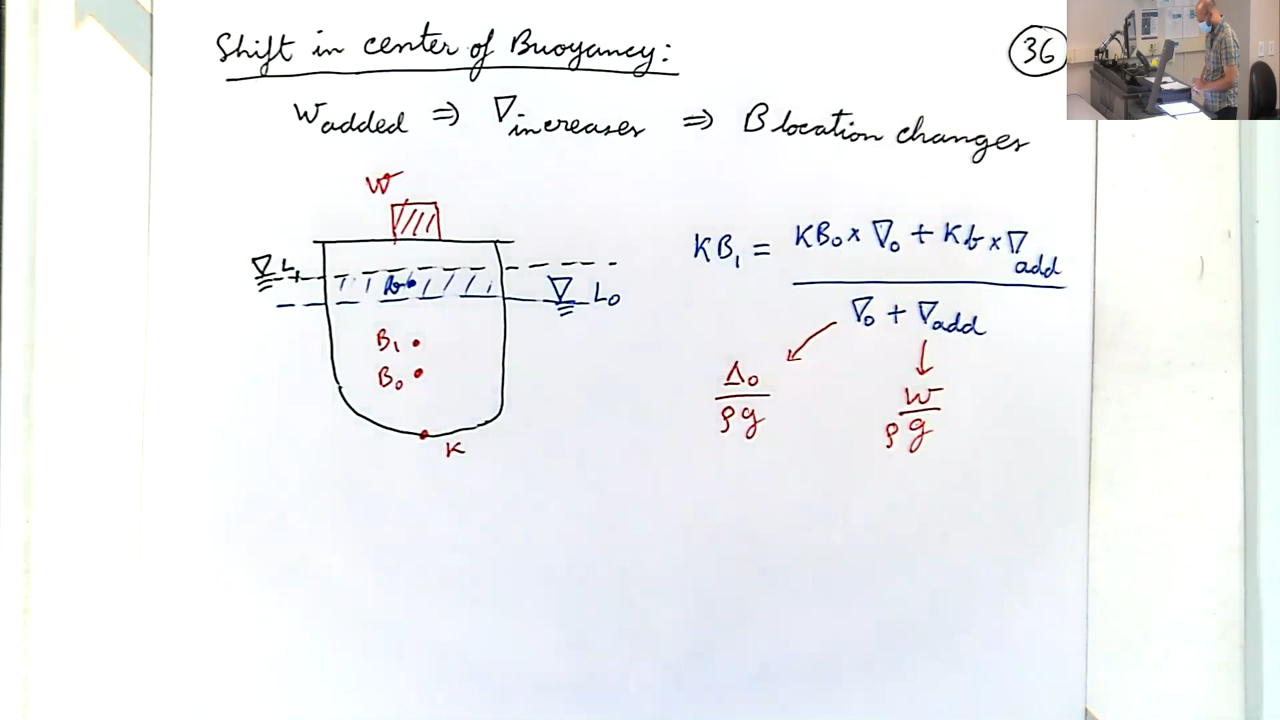 Shift in center of Buoyancy:
36
W added ⇒ ∇ increases ⇒ B location changes
W
∇ L1
b
∇ L0
B1
B0
K
KB1 = KB0 × ∇0 + Kb × ∇add
∇0 + ∇add
Δ0
ρg
W
ρg